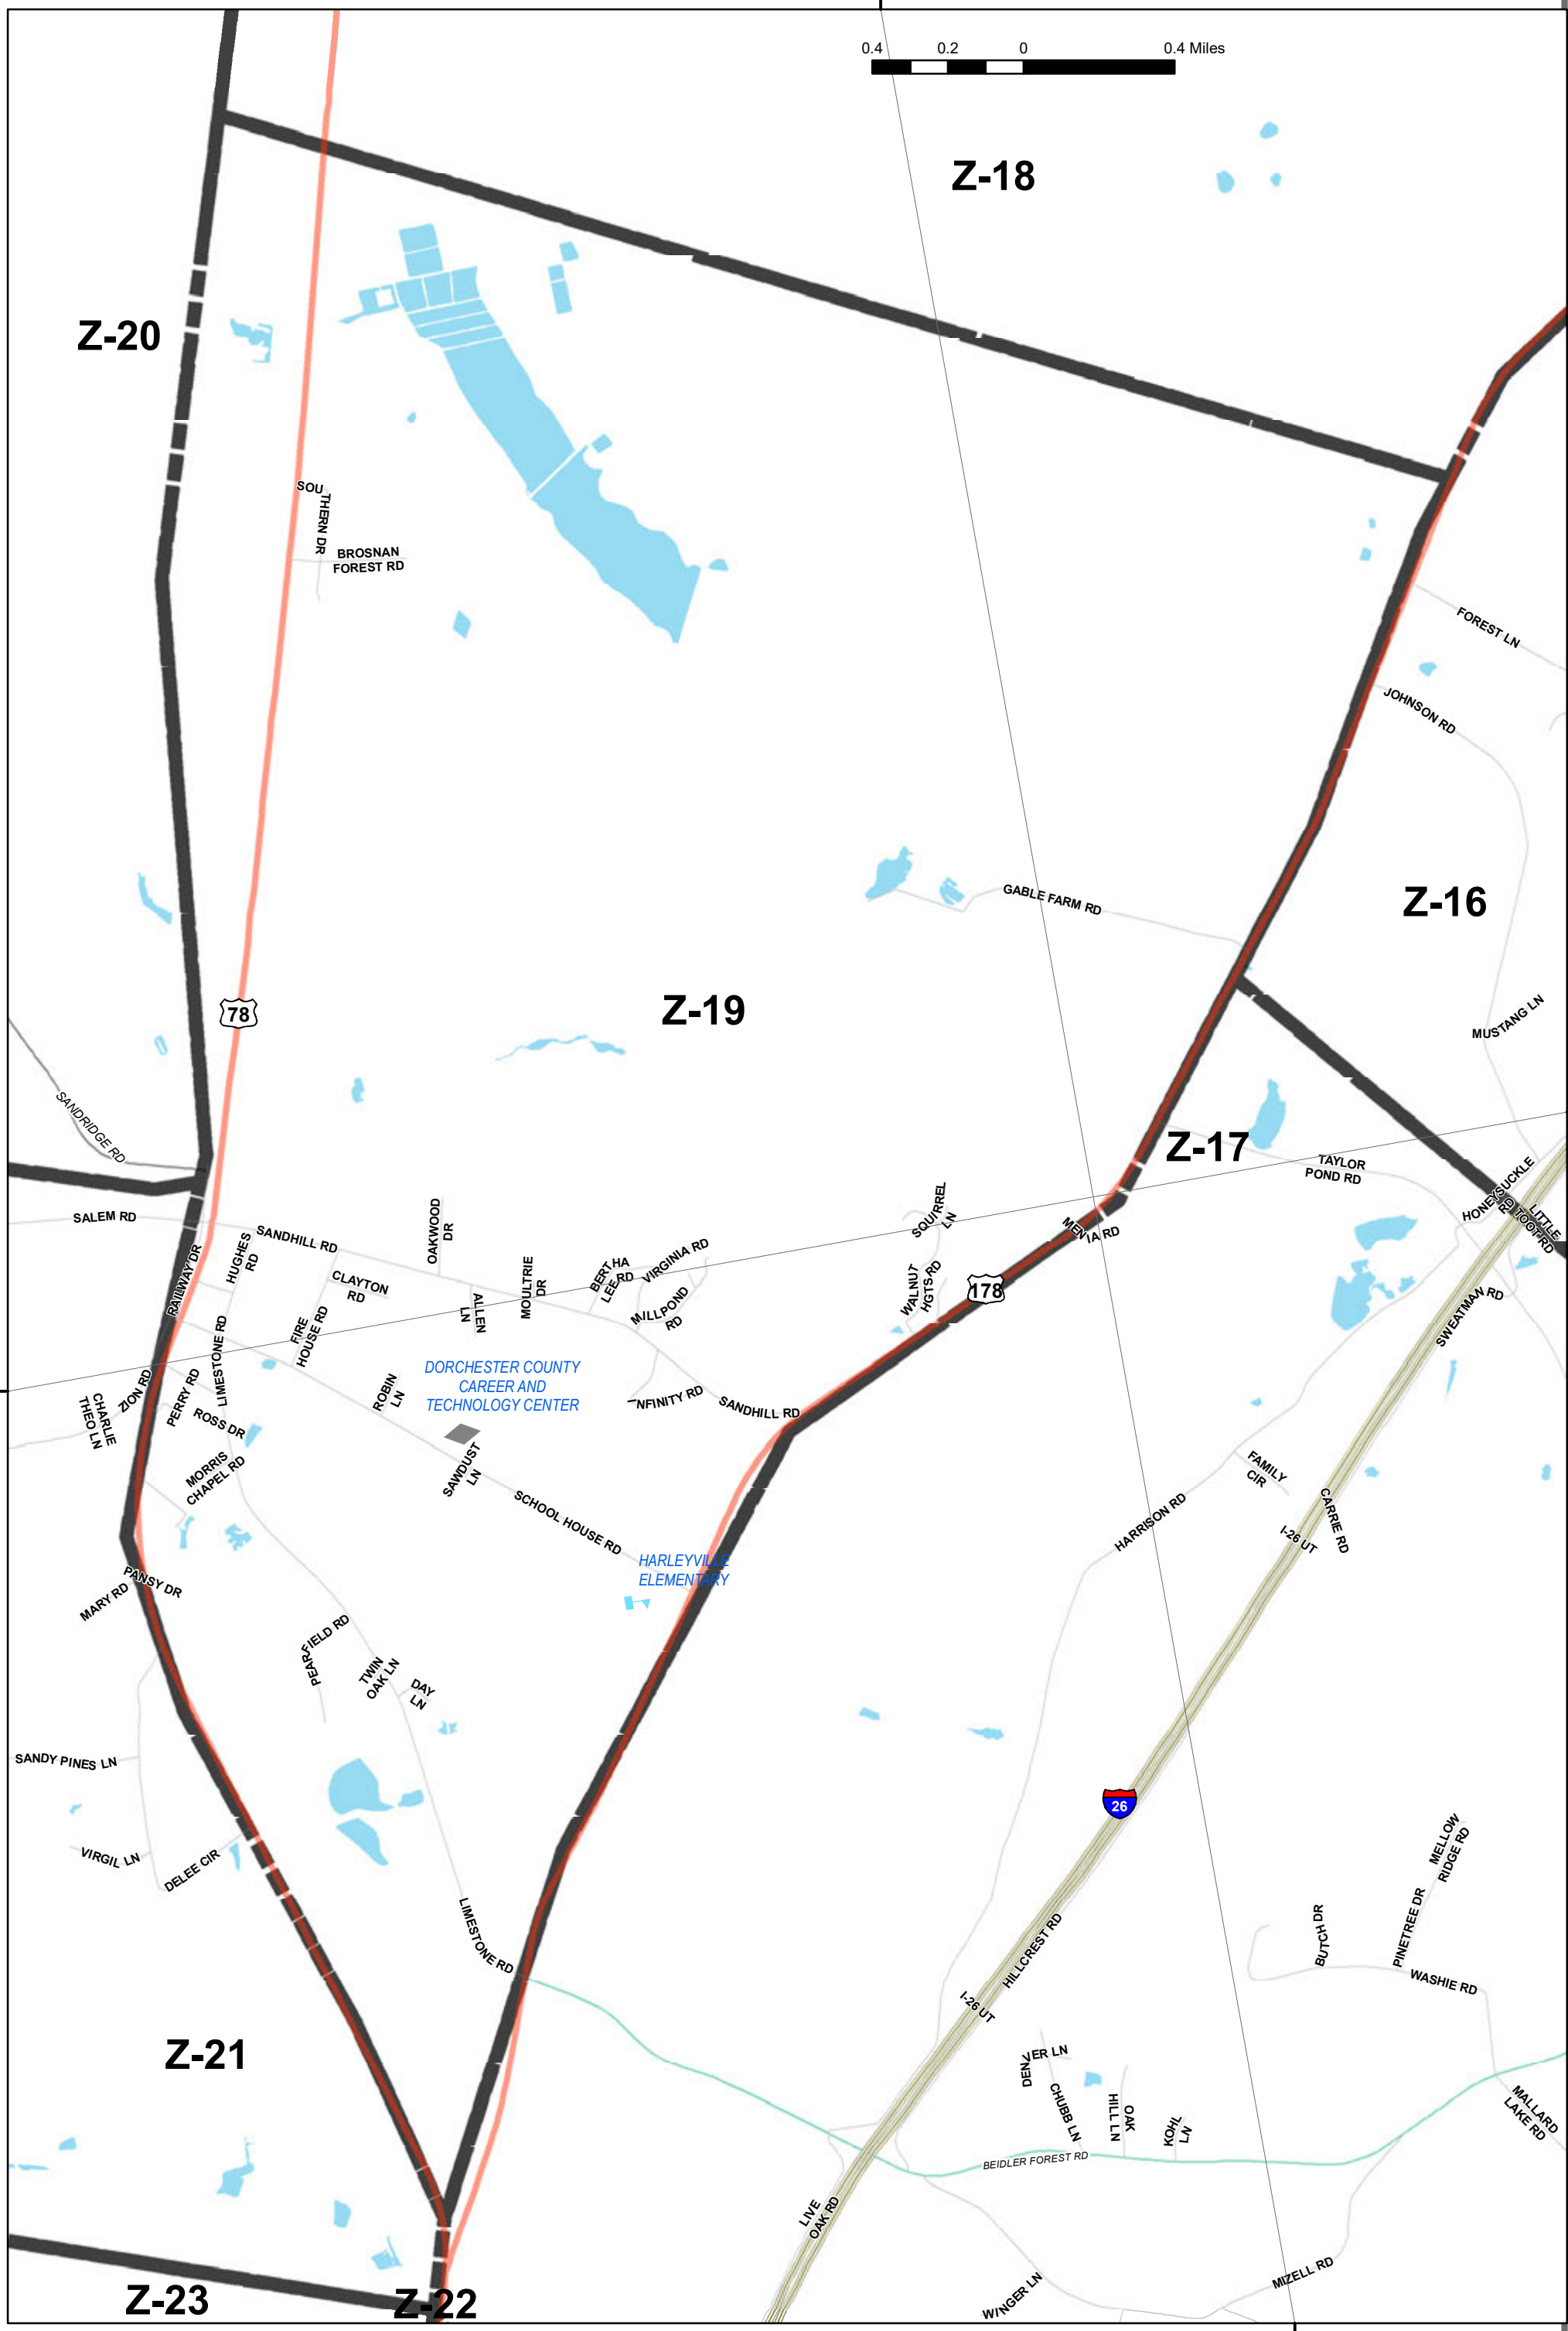 0.4 0.2 0 0.4 Miles
Z-18
Z-20
SOUTHERN DR
BROSNAN
FOREST RD
FOREST LN
JOHNSON RD
GABLE FARM RD
Z-16
78
Z-19
MUSTANG LN
SANDRIDGE RD
Z-17
TAYLOR
POND RD
HONEYSUCKLE
LITTLE
TOOT RD
SALEM RD
SANDHILL RD
HUGHES
RD
RAILWAY DR
OAKWOOD
DR
SQUIRREL
LN
MENIA RD
CLAYTON
RD
MOULTRIE
DR
BERTHA
LEE RD
VIRGINIA RD
WALNUT
HGTS RD
178
ALLEN
LN
MILLPOND
RD
FIRE
HOUSE RD
SWEATMAN RD
LIMESTONE RD
DORCHESTER COUNTY
CAREER AND
TECHNOLOGY CENTER
ZION RD
PERRY RD
CHARLIE
THEO LN
ROBIN
LN
INFINITY RD
SANDHILL RD
ROSS DR
MORRIS
CHAPEL RD
SAWDUST
LN
FAMILY
CIR
SCHOOL HOUSE RD
HARRISON RD
CARRIE RD
I-26 UT
HARLEYVILLE
ELEMENTARY
PANSY DR
MARY RD
PEARFIELD RD
TWIN
OAK LN
DAY
LN
SANDY PINES LN
26
VIRGIL LN
DELEE CIR
MELLOW
RIDGE RD
LIMESTONE RD
HILLCREST RD
BUTCH DR
PINETREE DR
WASHIE RD
I-26 UT
Z-21
DENVER LN
CHUBB LN
OAK
HILL LN
KOHL
LN
MALLARD
LAKE RD
BEIDLER FOREST RD
LIVE
OAK RD
MIZELL RD
WINGER LN
Z-23
Z-22